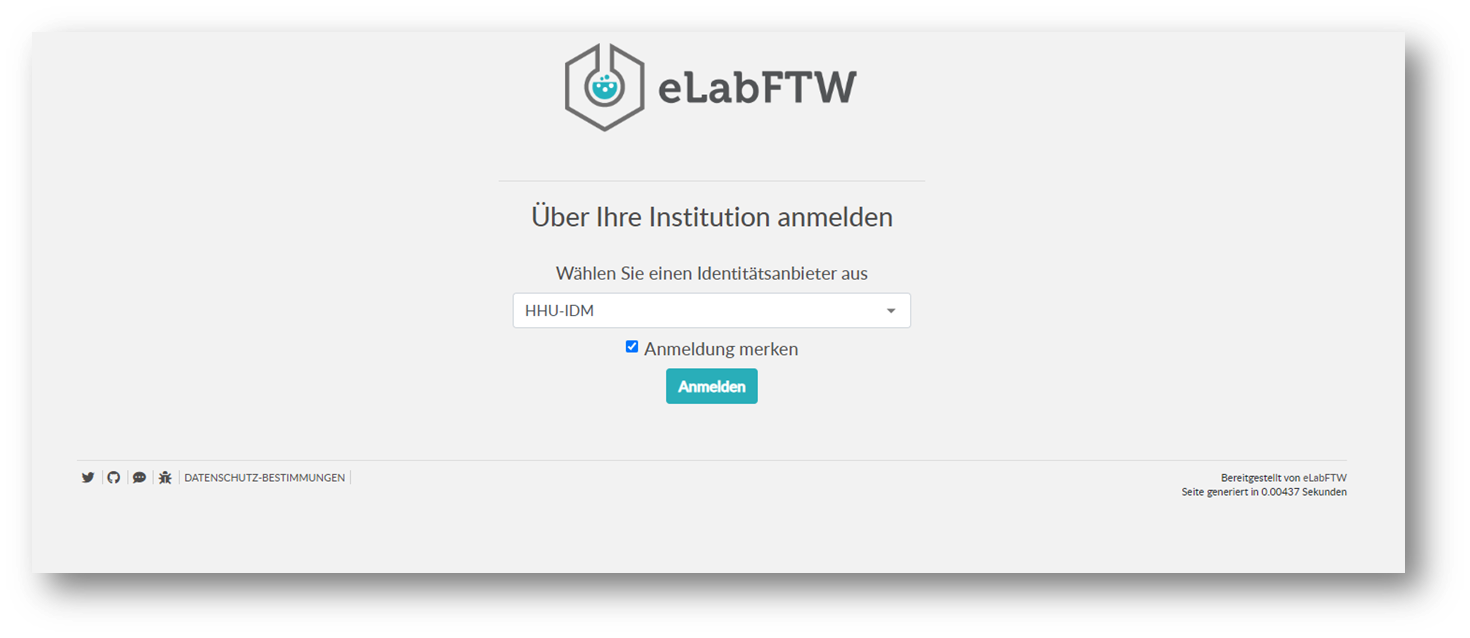 eLabFTW
Über Ihre Institution anmelden
Wählen Sie einen Identitätsanbieter aus
HHU-IDM
Anmeldung merken
Anmelden
DATENSCHUTZ-BESTIMMUNGEN
Bereitgestellt von eLabFTW
Seite generiert in 0.00437 Sekunden